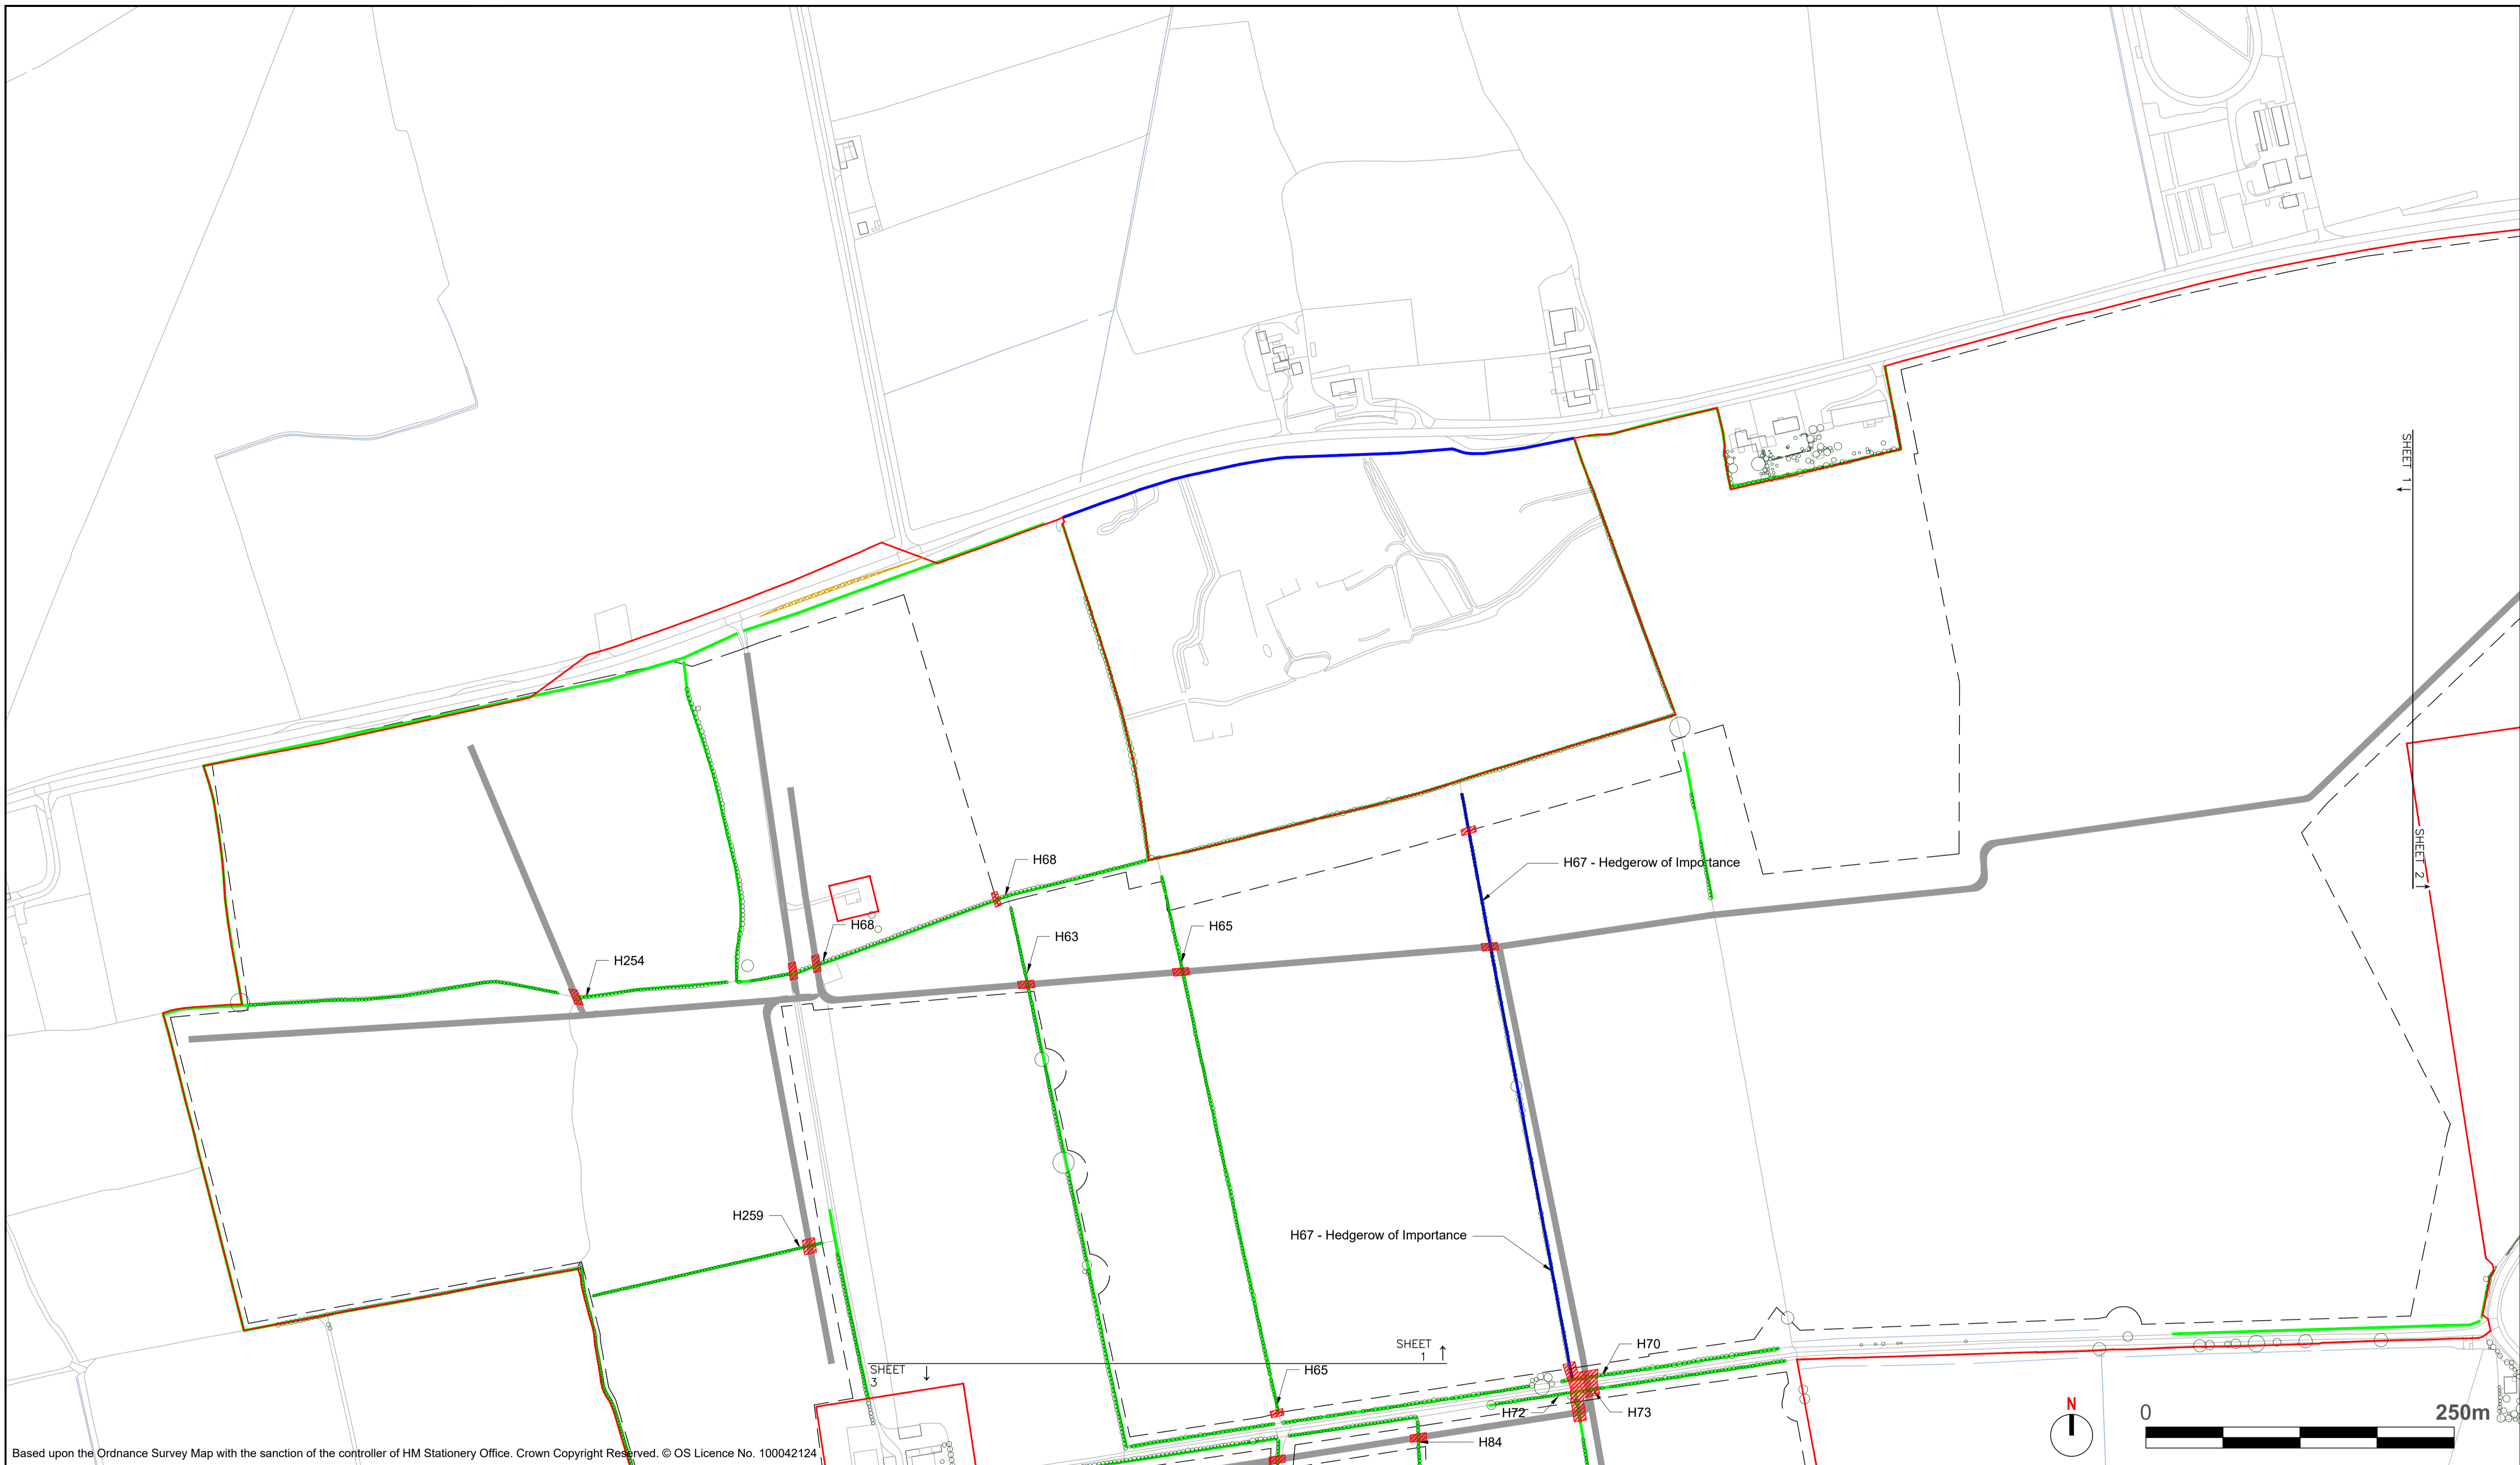 SHEET 1
SHEET 2
H68
H67 - Hedgerow of Importance
H68
H65
H63
H254
H259
H67 - Hedgerow of Importance
SHEET
1
SHEET
3
H65
H70
H72
H73
H84
N
0
250m
Based upon the Ordnance Survey Map with the sanction of the controller of HM Stationery Office. Crown Copyright Reserved. © OS Licence No. 100042124